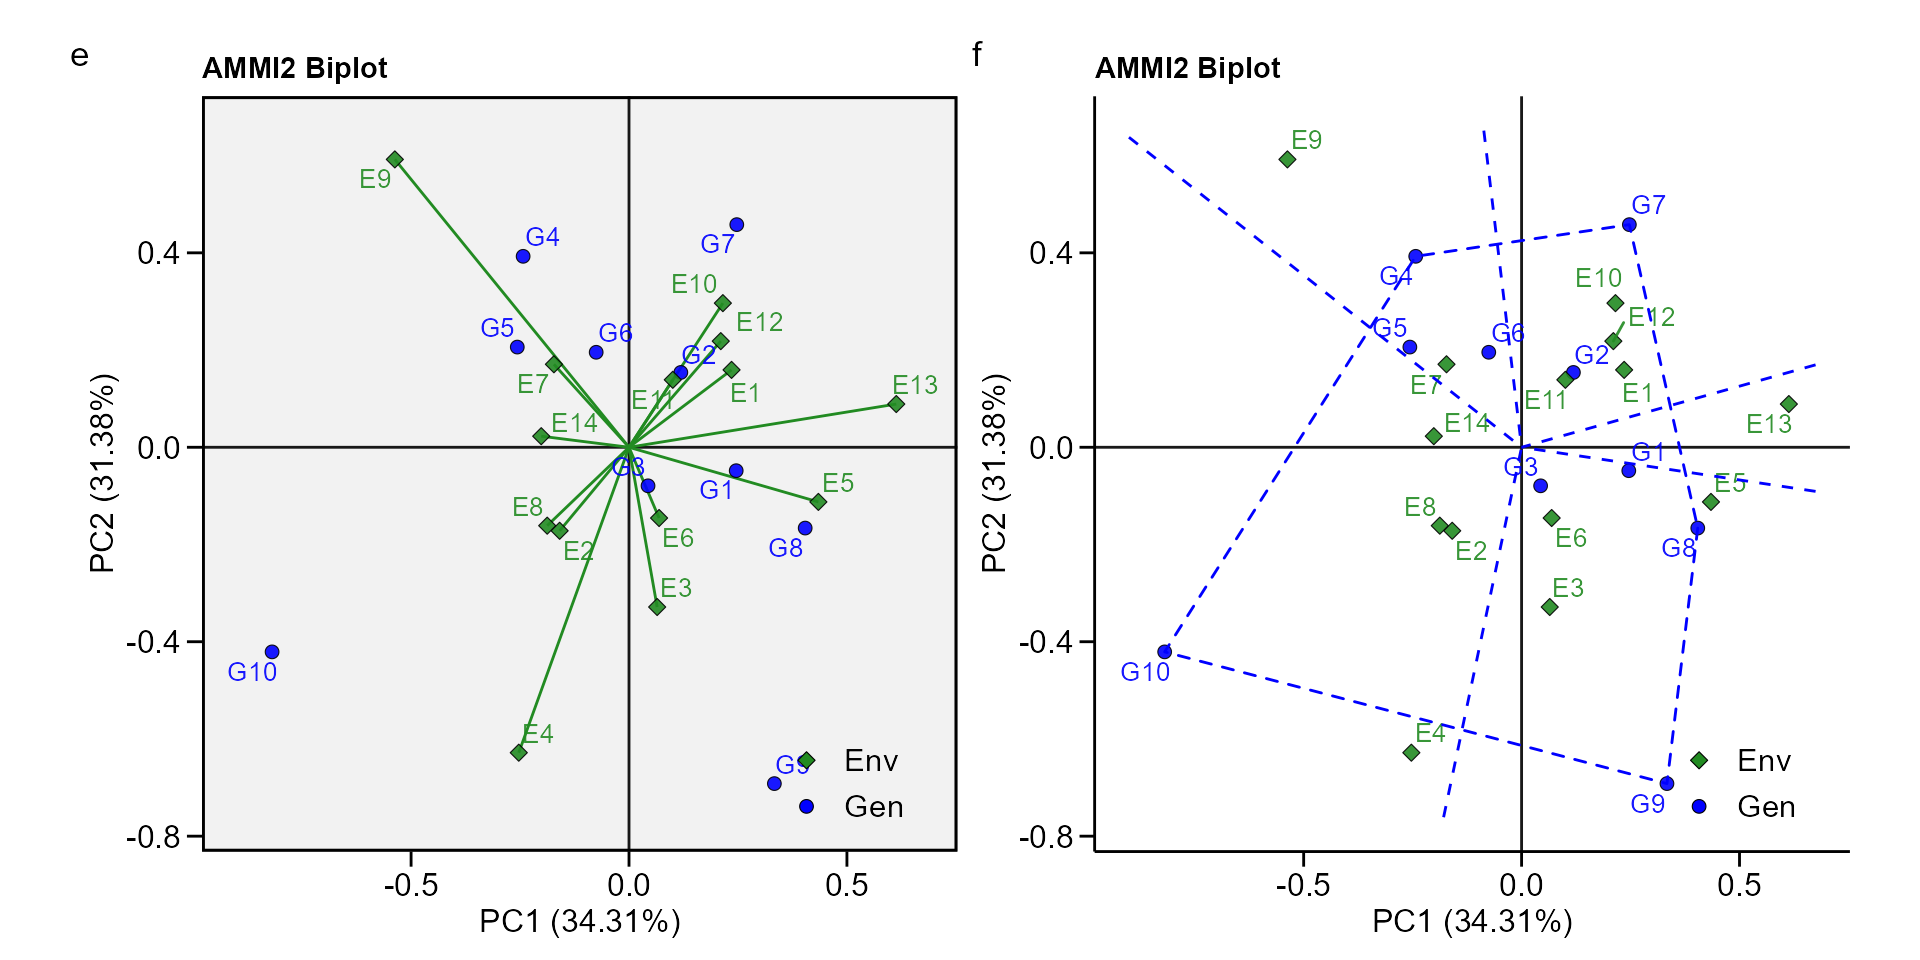 e
AMMI2 Biplot
E9
G4
G7
E10
E12
G5
G6
G2
E7
E11
E1
E13
E14
G3
G1
E5
E8
E2
E6
G8
E3
G10
E4
G9
Env
Gen
0.4
0.0
-0.4
-0.8
-0.5
0.0
0.5
PC1 (34.31%)
PC2 (31.38%)
f
AMMI2 Biplot
E9
G7
G4
E10
E12
G5
G6
G2
E7
E11
E1
E13
E14
G3
G1
E5
E8
E2
E6
G8
E3
G10
E4
G9
Env
Gen
0.4
0.0
-0.4
-0.8
-0.5
0.0
0.5
PC1 (34.31%)
PC2 (31.38%)